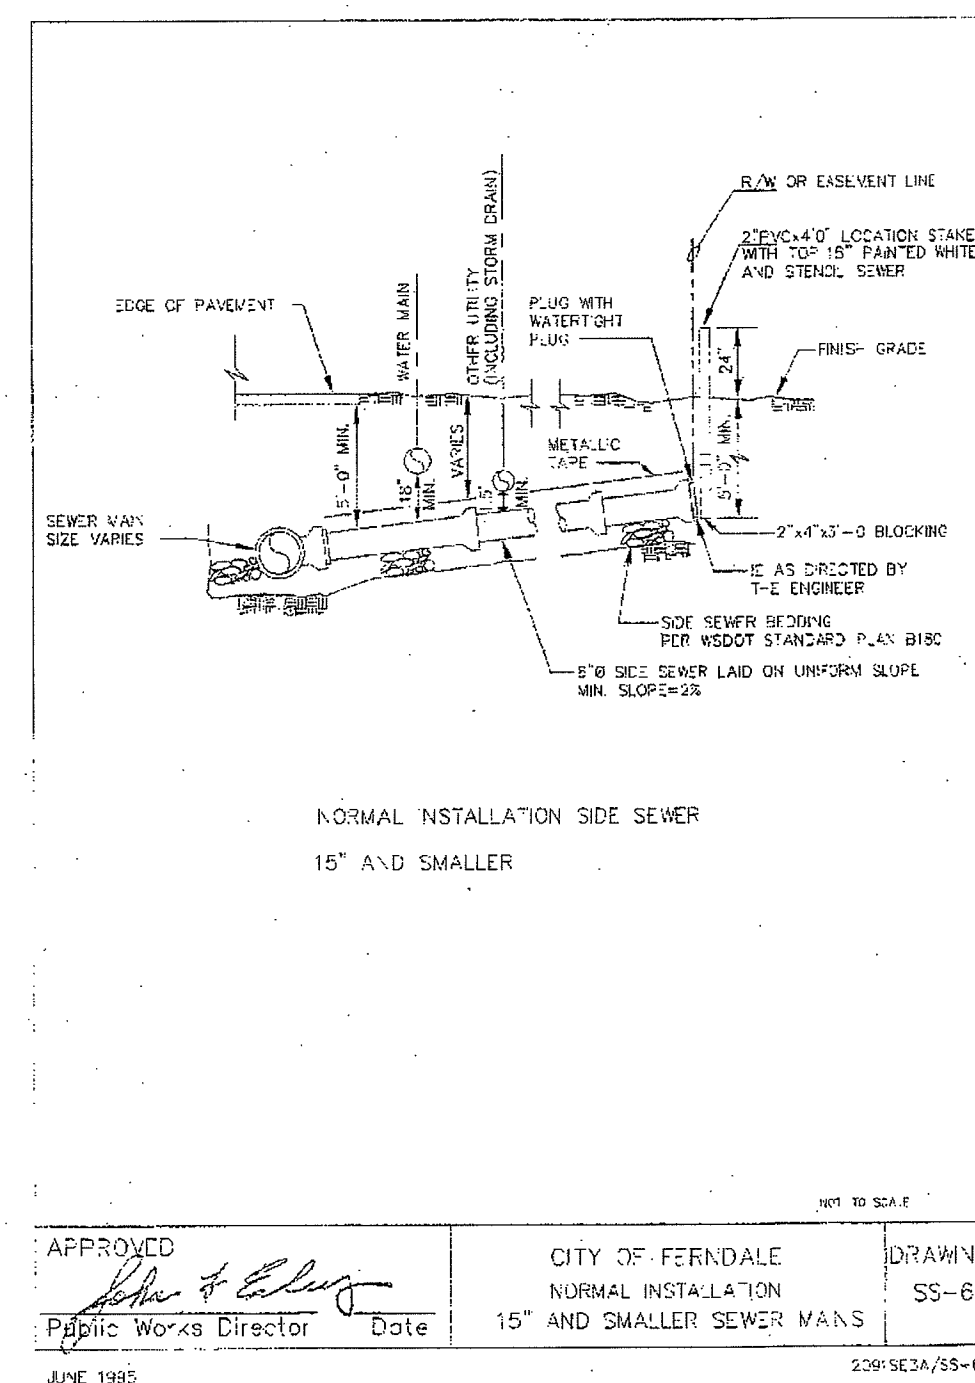 R/W OR EASEMENT LINE
2"PVCx4'0" LOCATION STAKE
WITH TOP 15" PAINTED WHITE
AND STENCIL SEWER
EDGE OF PAVEMENT
WATER MAIN
OTHER UTILITY
(INCLUDING STORM DRAIN)
PLUG WITH
WATERTIGHT
PLUG
24"
FINISH GRADE
5'-0" MIN.
18"
MIN.
VARIES
MIN.
METALLIC
TAPE
5'-0" MIN.
SEWER MAIN
SIZE VARIES
2"x4"x3'-0 BLOCKING
IE AS DIRECTED BY
THE ENGINEER
SIDE SEWER BEDDING
PER WSDOT STANDARD PLAN B18C
SIDE SEWER LAID ON UNIFORM SLOPE
MIN. SLOPE=2%
NORMAL INSTALLATION SIDE SEWER
15" AND SMALLER
NOT TO SCALE
APPROVED
Public Works Director Date
CITY OF FERNDALE
NORMAL INSTALLATION
15" AND SMALLER SEWER MAINS
DRAWIN
SS-6
JUNE 1995